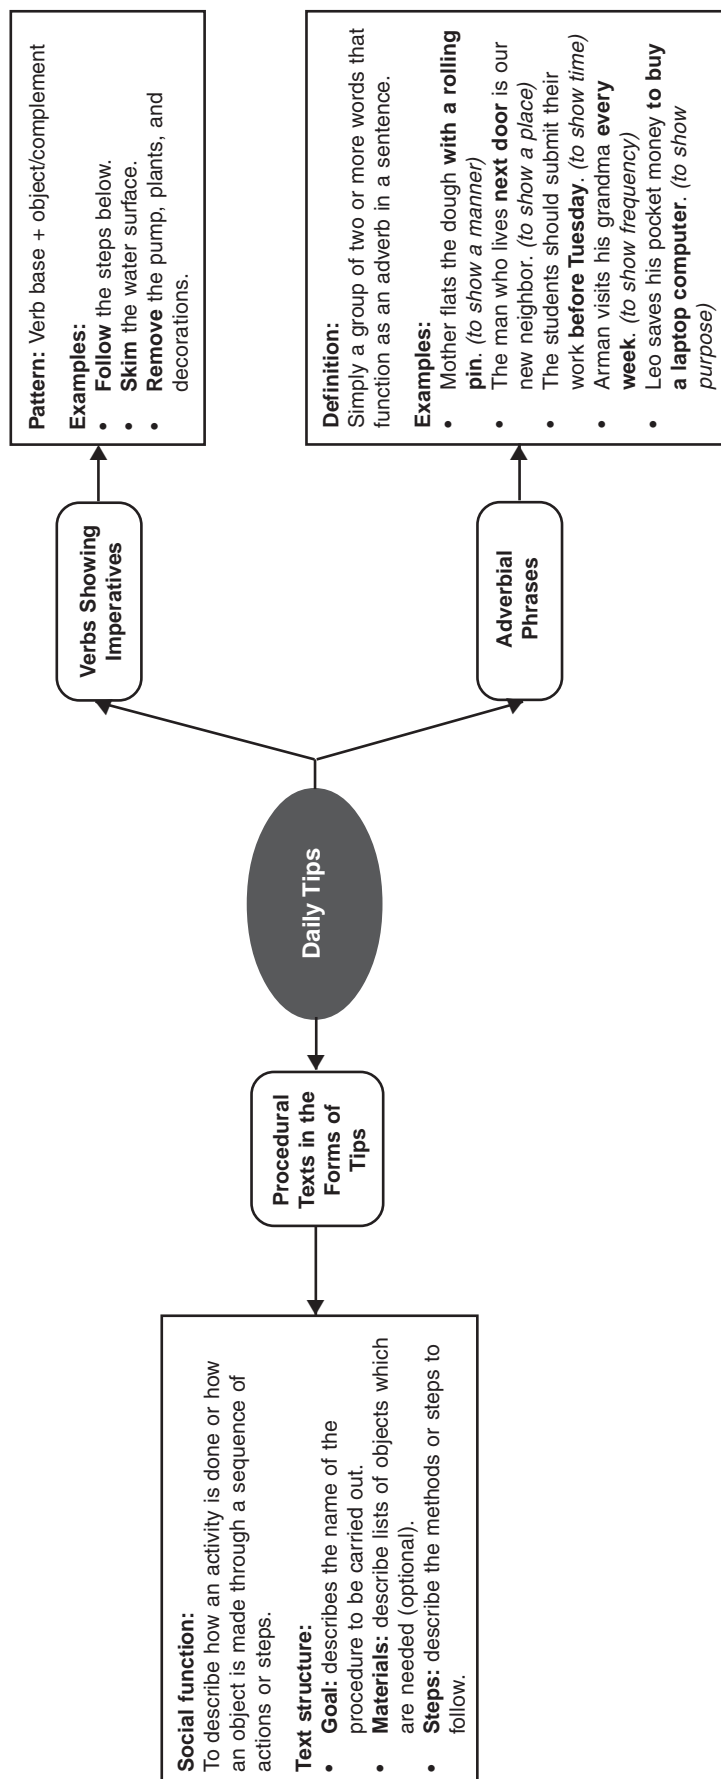 Daily Tips
Procedural
Texts in the
Forms of
Tips
Social function:
To describe how an activity is done or how
an object is made through a sequence of
actions or steps.
Text structure:
• Goal: describes the name of the
procedure to be carried out.
• Materials: describe lists of objects which
are needed (optional).
• Steps: describe the methods or steps to
follow.
Verbs Showing
Imperatives
Pattern: Verb base + object/complement
Examples:
• Follow the steps below.
• Skim the water surface.
• Remove the pump, plants, and
decorations.
Adverbial
Phrases
Definition:
Simply a group of two or more words that
function as an adverb in a sentence.
Examples:
• Mother flats the dough with a rolling
pin. (to show a manner)
• The man who lives next door is our
new neighbor. (to show a place)
• The students should submit their
work before Tuesday. (to show time)
• Arman visits his grandma every
week. (to show frequency)
• Leo saves his pocket money to buy
a laptop computer. (to show
purpose)